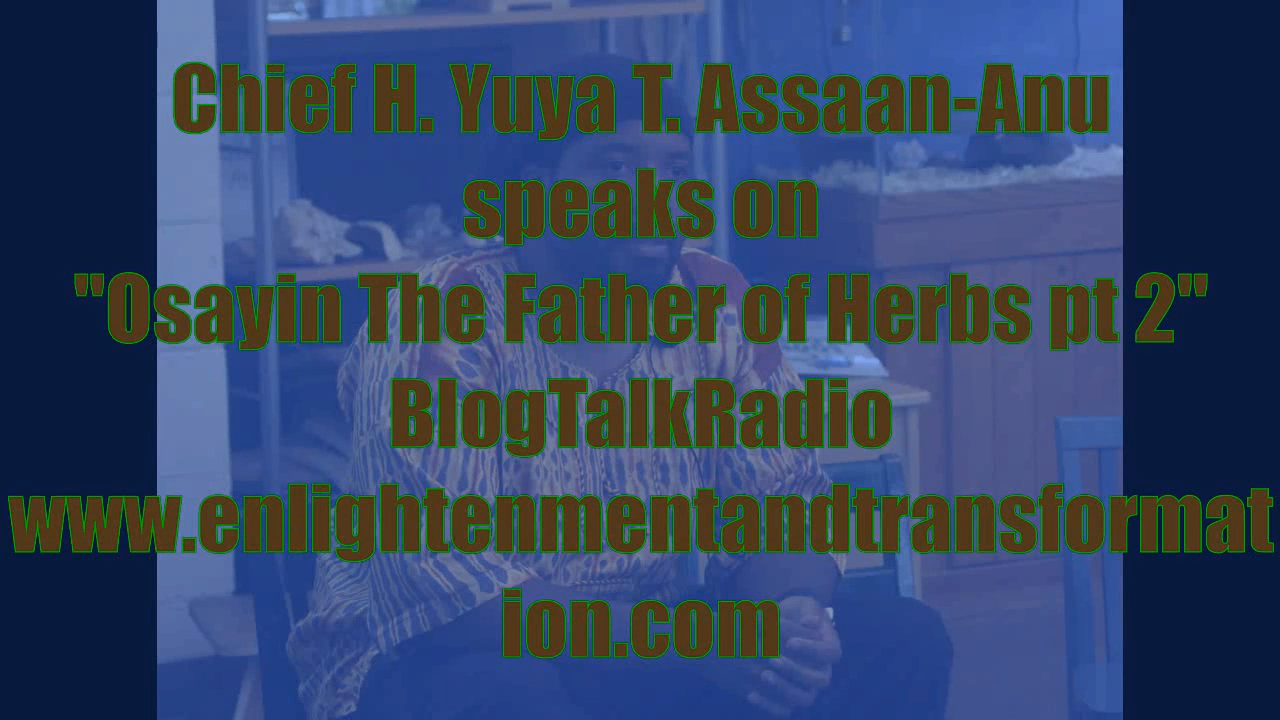 Chief H. Yuya T. Assaan-Anu
speaks on
"Osayin The Father of Herbs pt 2"
BlogTalkRadio
www.enlightenmentandtransformat
ion.com